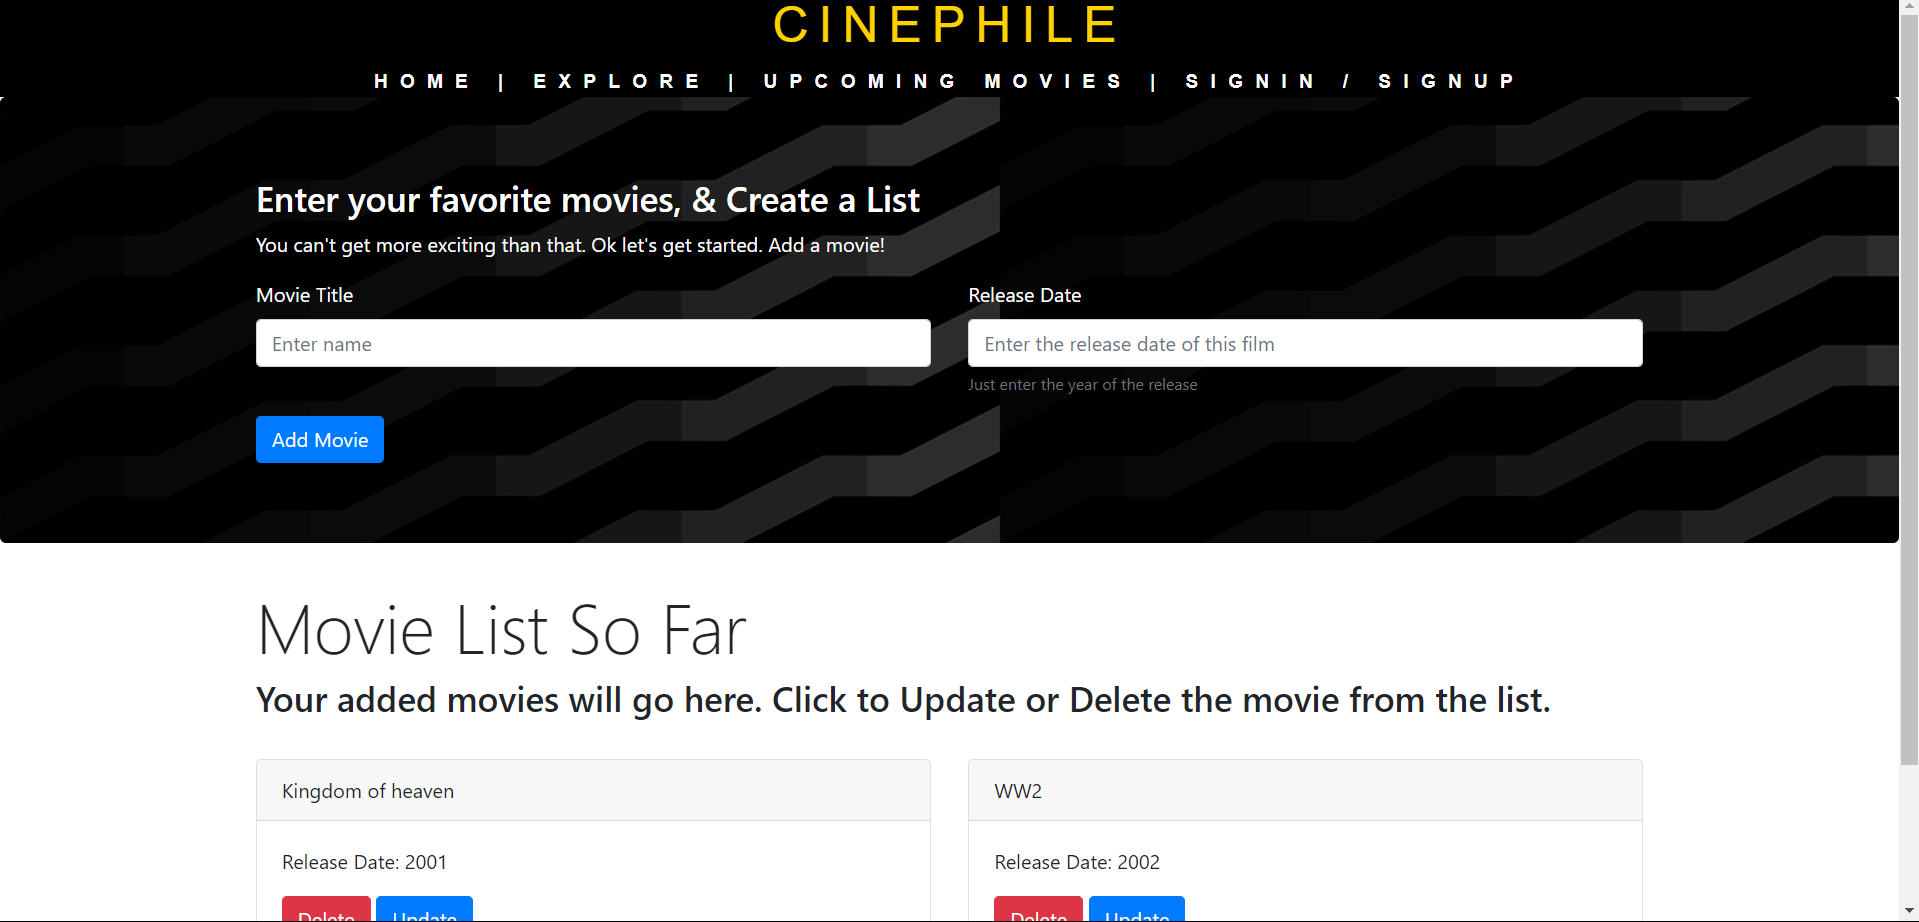 CINEPHILE
HOME | EXPLORE | UPCOMING MOVIES | SIGNIN / SIGNUP
Enter your favorite movies, & Create a List
You can't get more exciting than that. Ok let's get started. Add a movie!
Movie Title
Release Date
Enter name
Enter the release date of this film
Just enter the year of the release
Add Movie
Movie List So Far
Your added movies will go here. Click to Update or Delete the movie from the list.
Kingdom of heaven
WW2
Release Date: 2001
Release Date: 2002
Delete Update
Delete Update